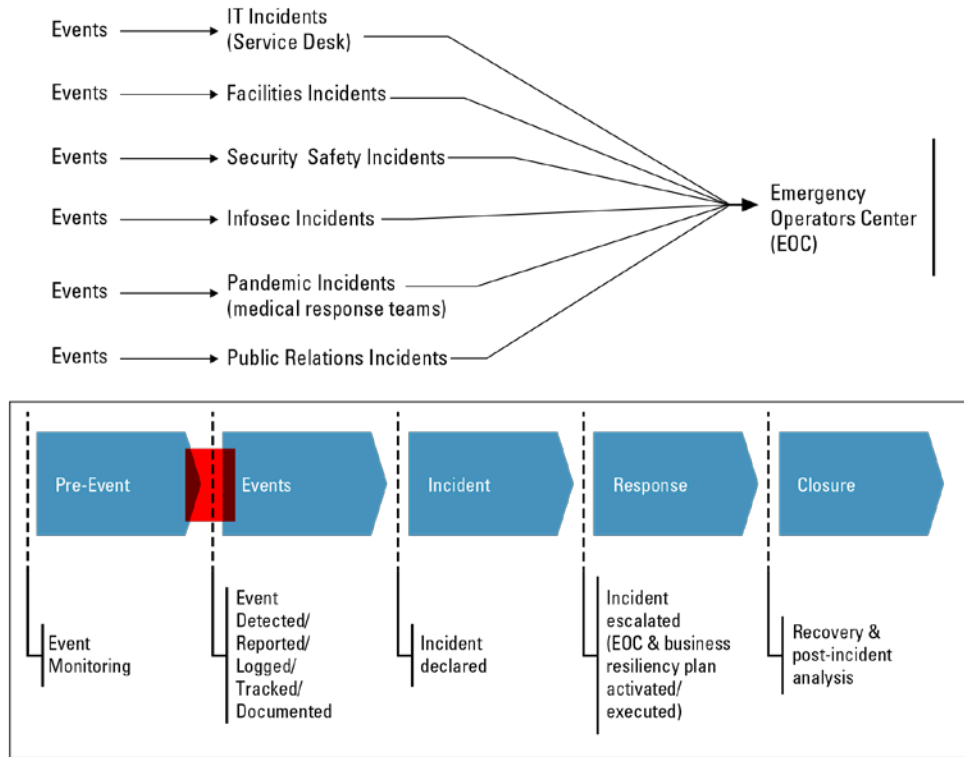 Events
IT Incidents
(Service Desk)
Events
Facilities Incidents
Events
Security Safety Incidents
Events
Infosec Incidents
Events
Pandemic Incidents
(medical response teams)
Events
Public Relations Incidents
Emergency
Operators Center
(EOC)
Pre-Event
Events
Incident
Response
Closure
Event
Monitoring
Event
Detected/
Reported/
Logged/
Tracked/
Documented
Incident
declared
Incident
escalated
(EOC & business
resiliency plan
activated/
executed)
Recovery &
post-incident
analysis